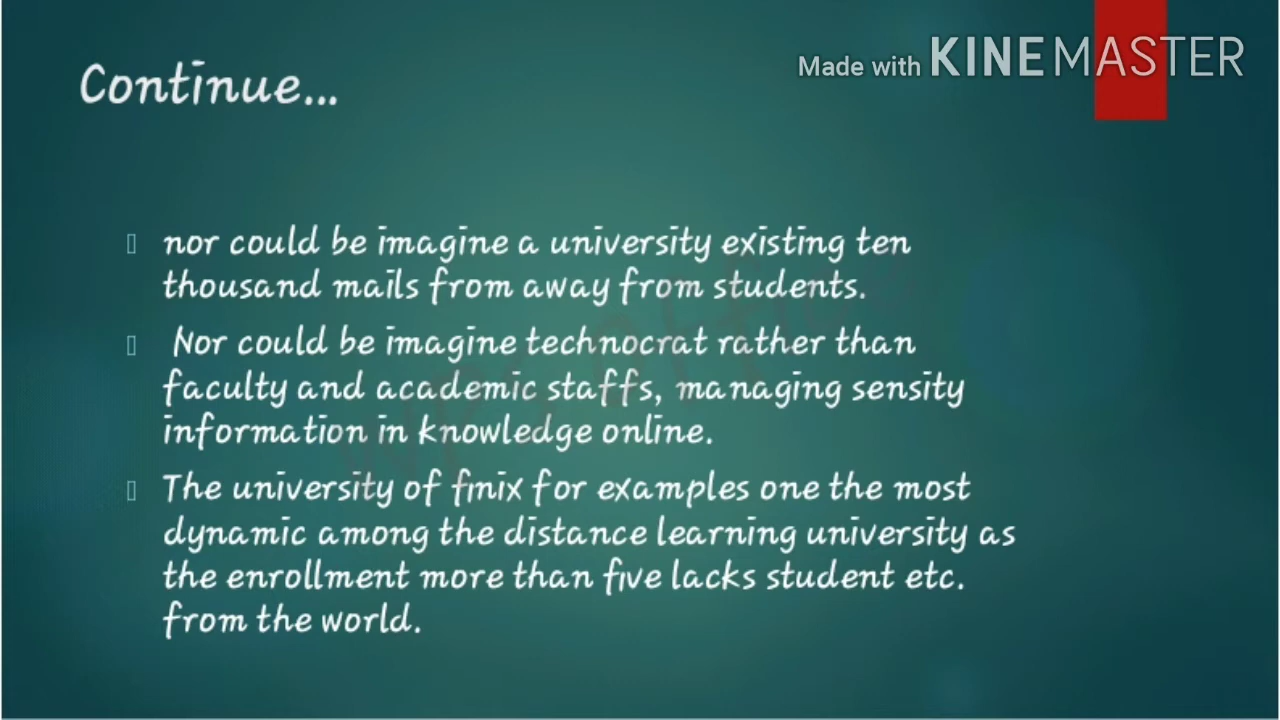 Made with KINEMASTER
Continue...
nor could be imagine a university existing ten
thousand mails from away from students.
Nor could be imagine technocrat rather than
faculty and academic staffs, managing sensity
information in knowledge online.
The university of finix for examples one the most
dynamic among the distance learning university as
the enrollment more than five lacks student etc.
from the world.